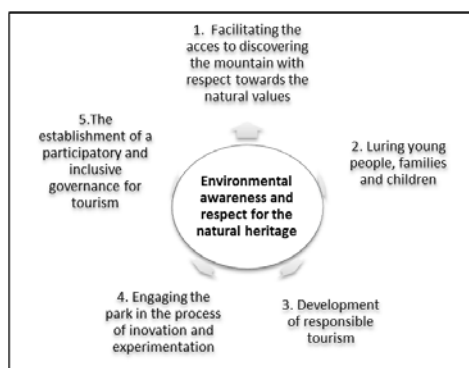 1. Facilitating the
acces to discovering
the mountain with
respect towards the
natural values
2. Luring young
people, families
and children
3. Development
of responsible
tourism
4. Engaging the
park in the process
of inovation and
experimentation
5.The
establishment of a
participatory and
inclusive
governance for
tourism
Environmental
awareness and
respect for the
natural heritage